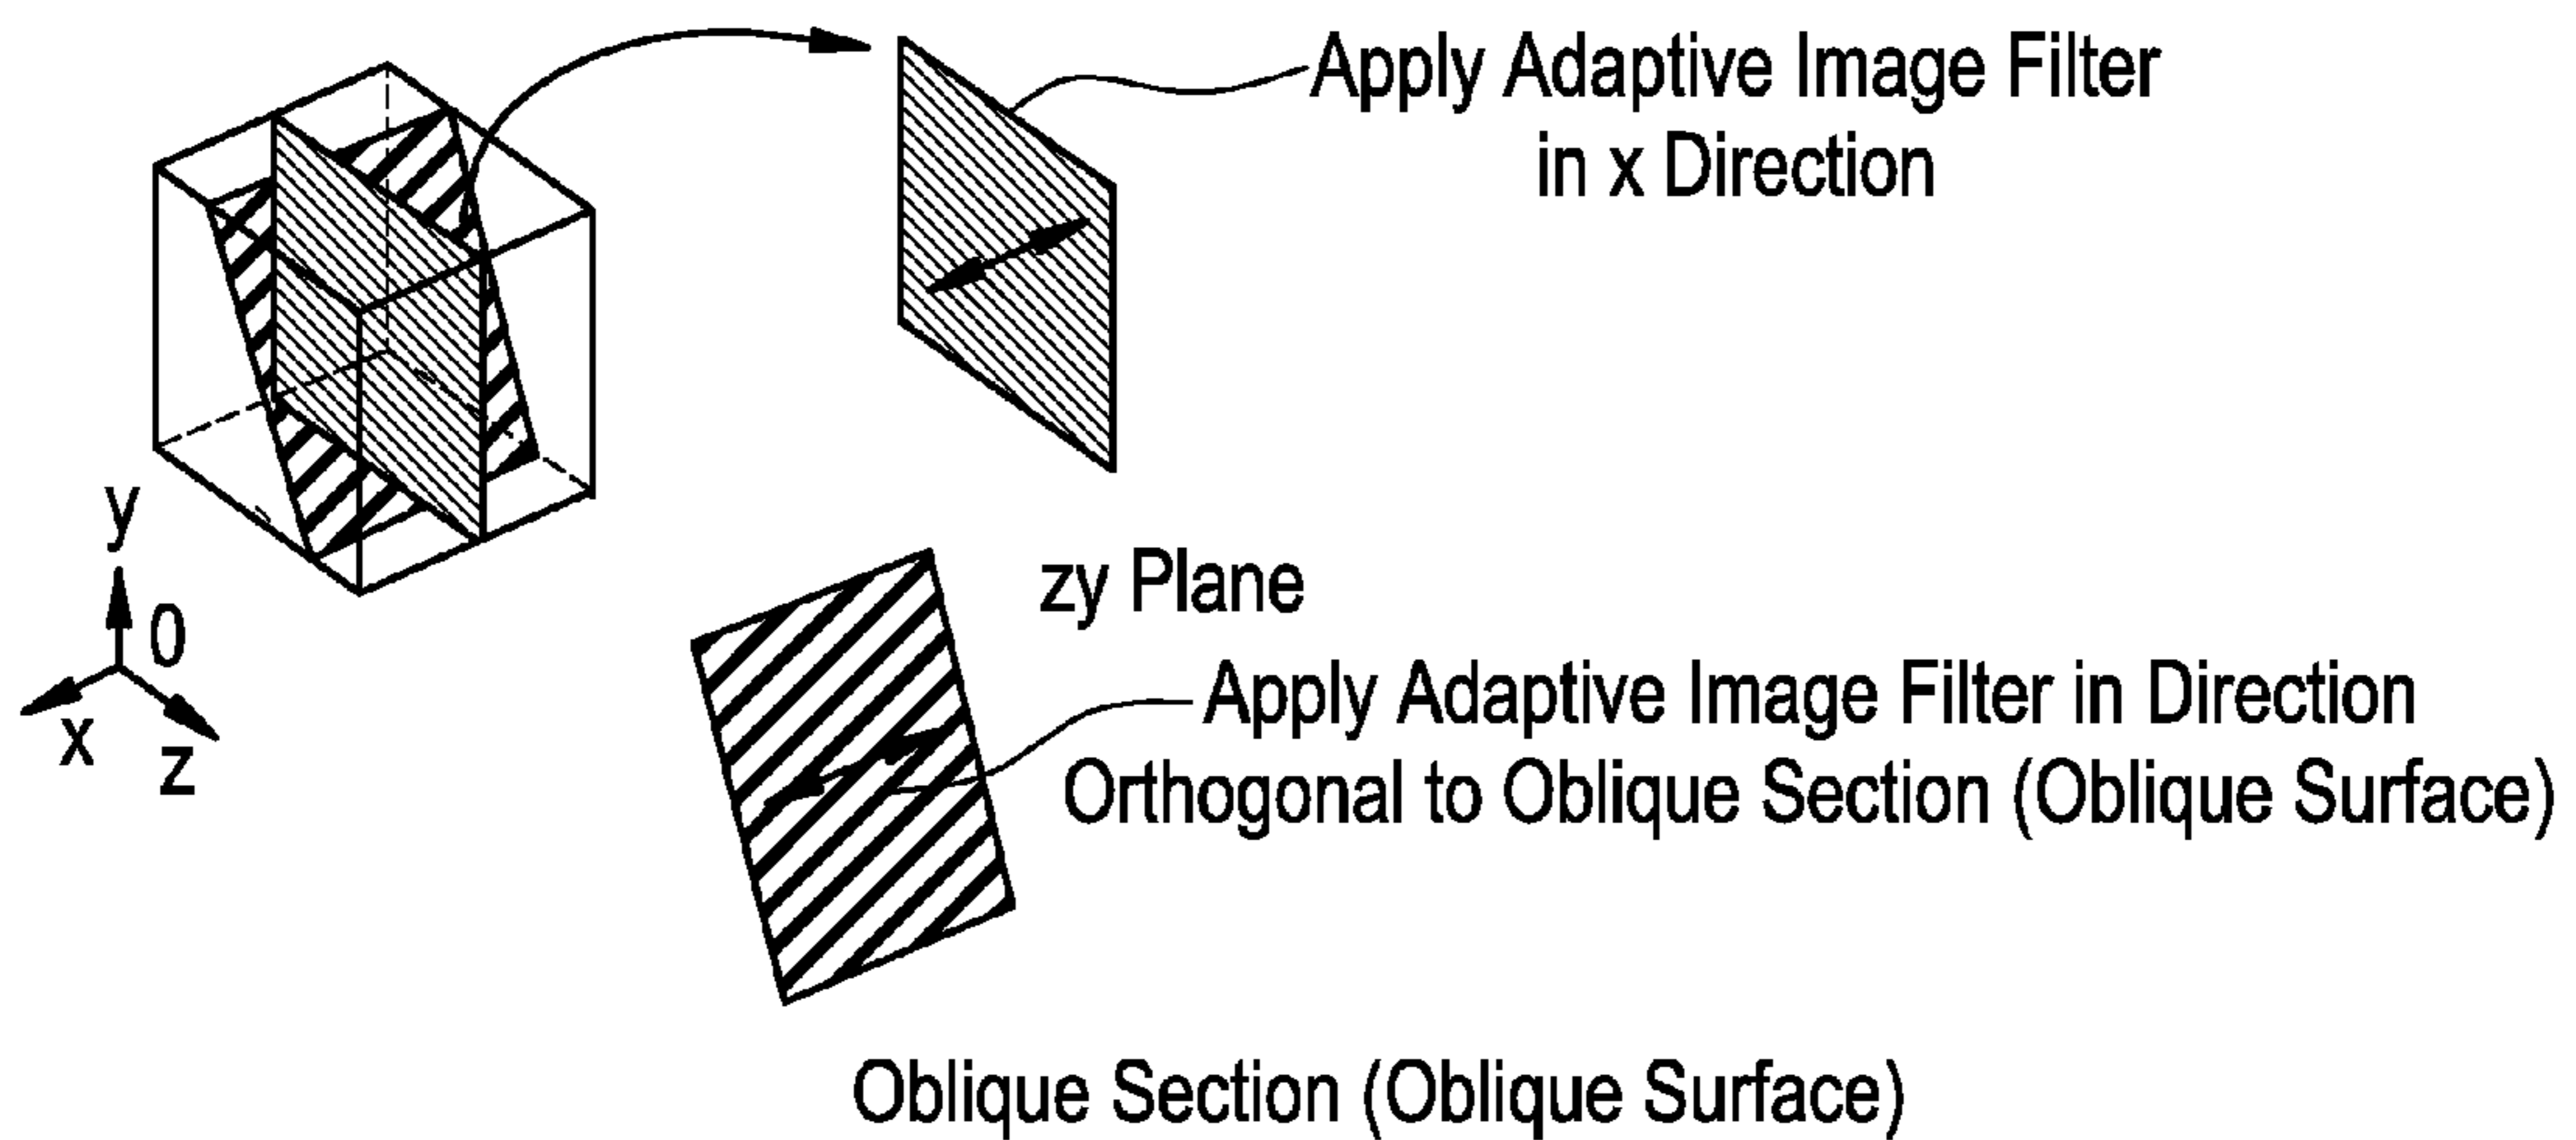 Apply Adaptive Image Filter
in x Direction
y
0
x
z
zy Plane
Apply Adaptive Image Filter in Direction
Orthogonal to Oblique Section (Oblique Surface)
Oblique Section (Oblique Surface)